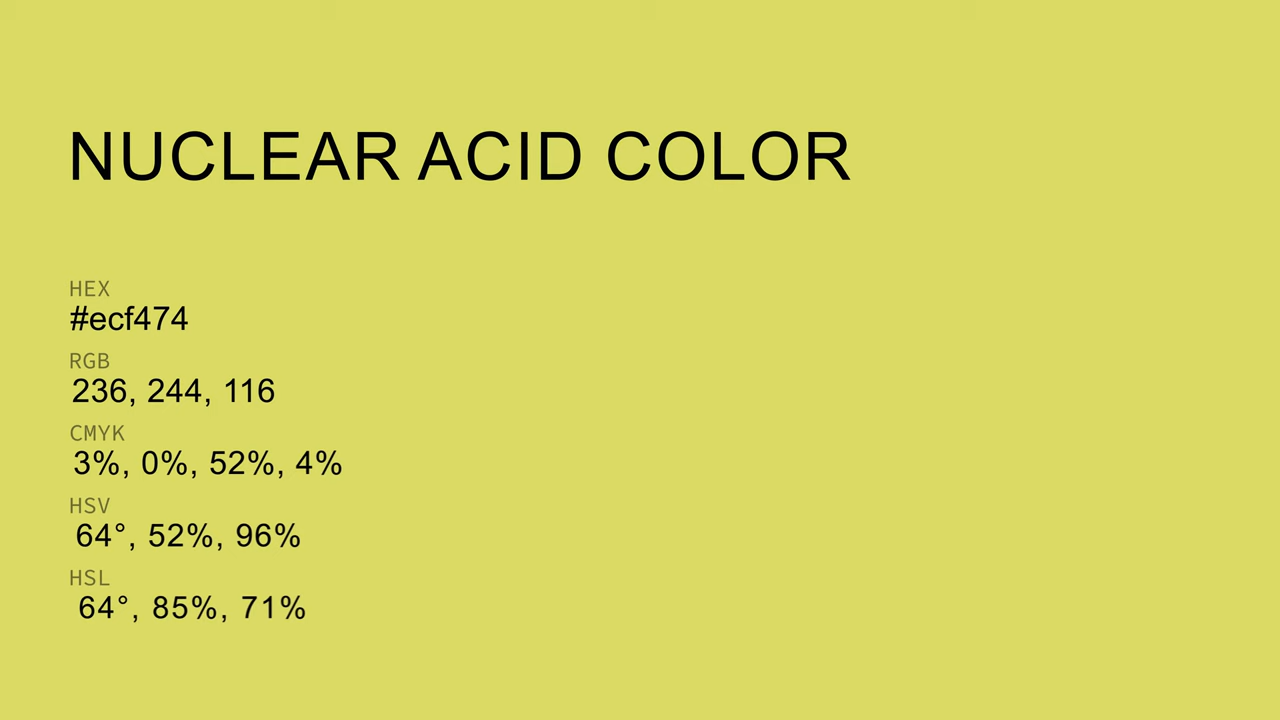 NUCLEAR ACID COLOR
HEX
#ecf474
RGB
236, 244, 116
CMYK
3%, 0%, 52%, 4%
HSV
64°, 52%, 96%
HSL
64°, 85%, 71%